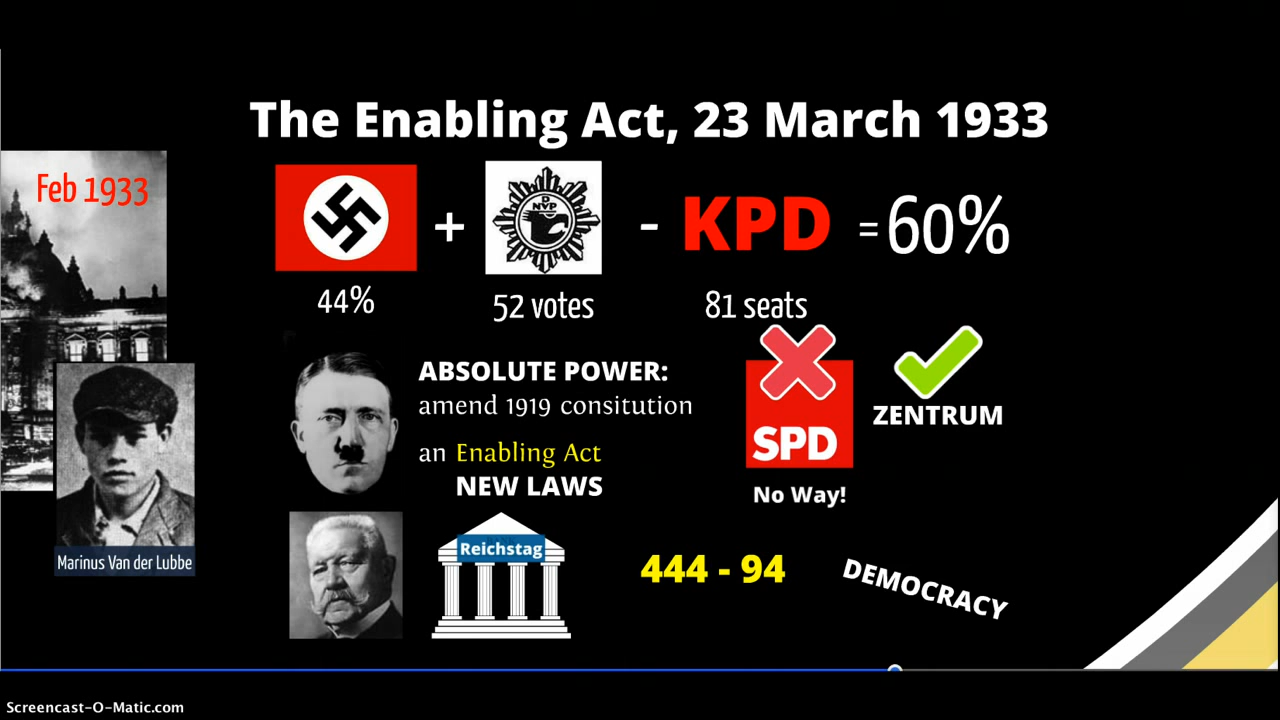 The Enabling Act, 23 March 1933
Feb 1933
+
D
NVP
- KPD = 60%
44%
52 votes
81 seats
ABSOLUTE POWER:
amend 1919 consitution
an Enabling Act
NEW LAWS
SPD
No Way!
ZENTRUM
Marinus Van der Lubbe
Reichstag
444 - 94
DEMOCRACY
Screencast-O-Matic.com